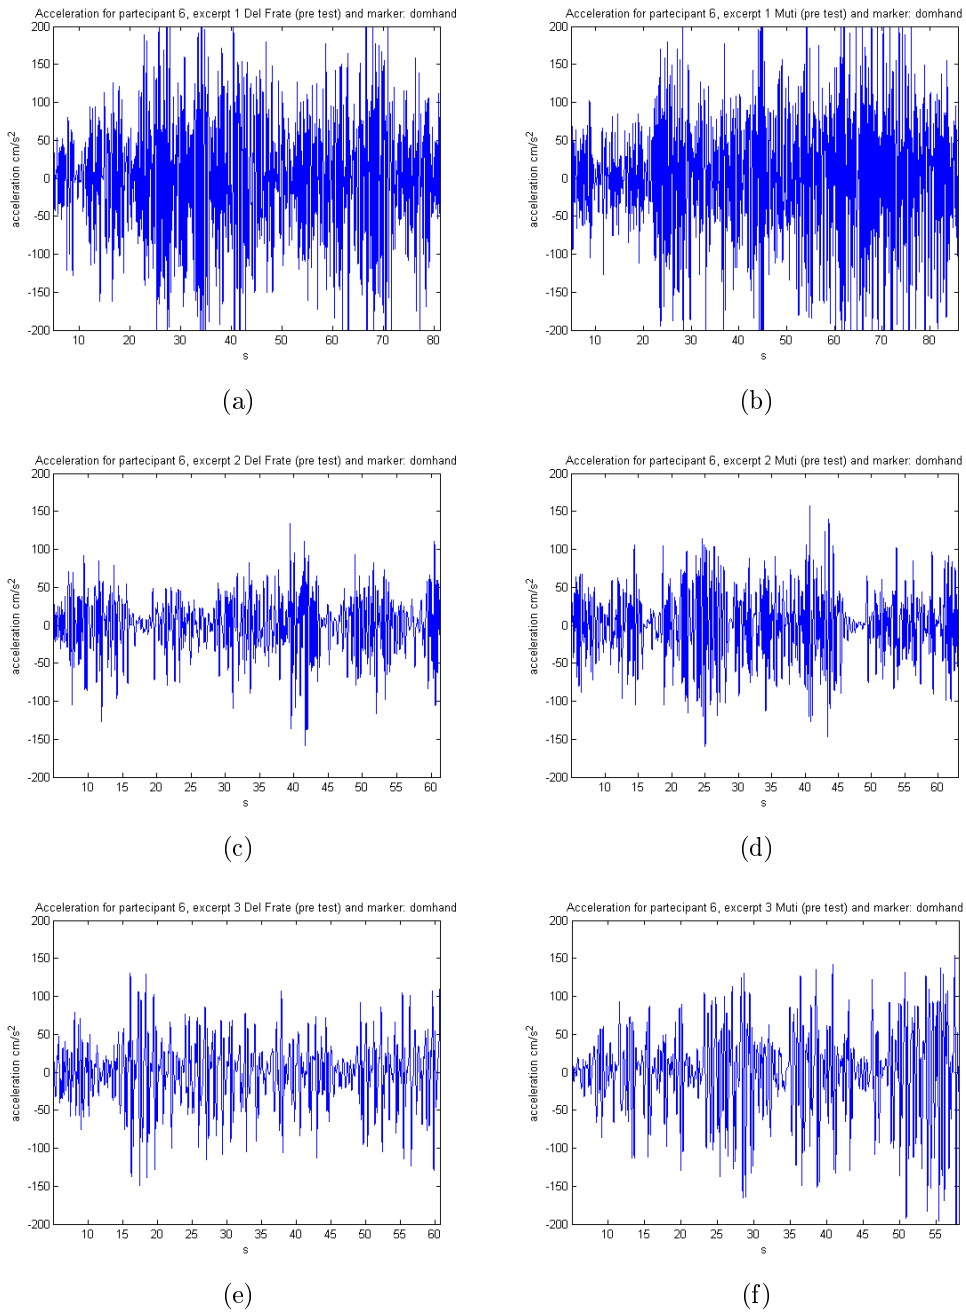 Acceleration for partecipant 6, excerpt 1 Del Frate (pre test) and marker: domhand
200
150
100
50
0
-50
-100
-150
-200
acceleration cm/s²
10 20 30 40 50 60 70 80
s
(a)
Acceleration for partecipant 6, excerpt 1 Muti (pre test) and marker: domhand
200
150
100
50
0
-50
-100
-150
-200
acceleration cm/s²
10 20 30 40 50 60 70 80
s
(b)
Acceleration for partecipant 6, excerpt 2 Del Frate (pre test) and marker: domhand
200
150
100
50
0
-50
-100
-150
-200
acceleration cm/s²
10 15 20 25 30 35 40 45 50 55 60
s
(c)
Acceleration for partecipant 6, excerpt 2 Muti (pre test) and marker: domhand
200
150
100
50
0
-50
-100
-150
-200
acceleration cm/s²
10 15 20 25 30 35 40 45 50 55 60
s
(d)
Acceleration for partecipant 6, excerpt 3 Del Frate (pre test) and marker: domhand
200
150
100
50
0
-50
-100
-150
-200
acceleration cm/s²
10 15 20 25 30 35 40 45 50 55 60
s
(e)
Acceleration for partecipant 6, excerpt 3 Muti (pre test) and marker: domhand
200
150
100
50
0
-50
-100
-150
-200
acceleration cm/s²
10 15 20 25 30 35 40 45 50 55
s
(f)